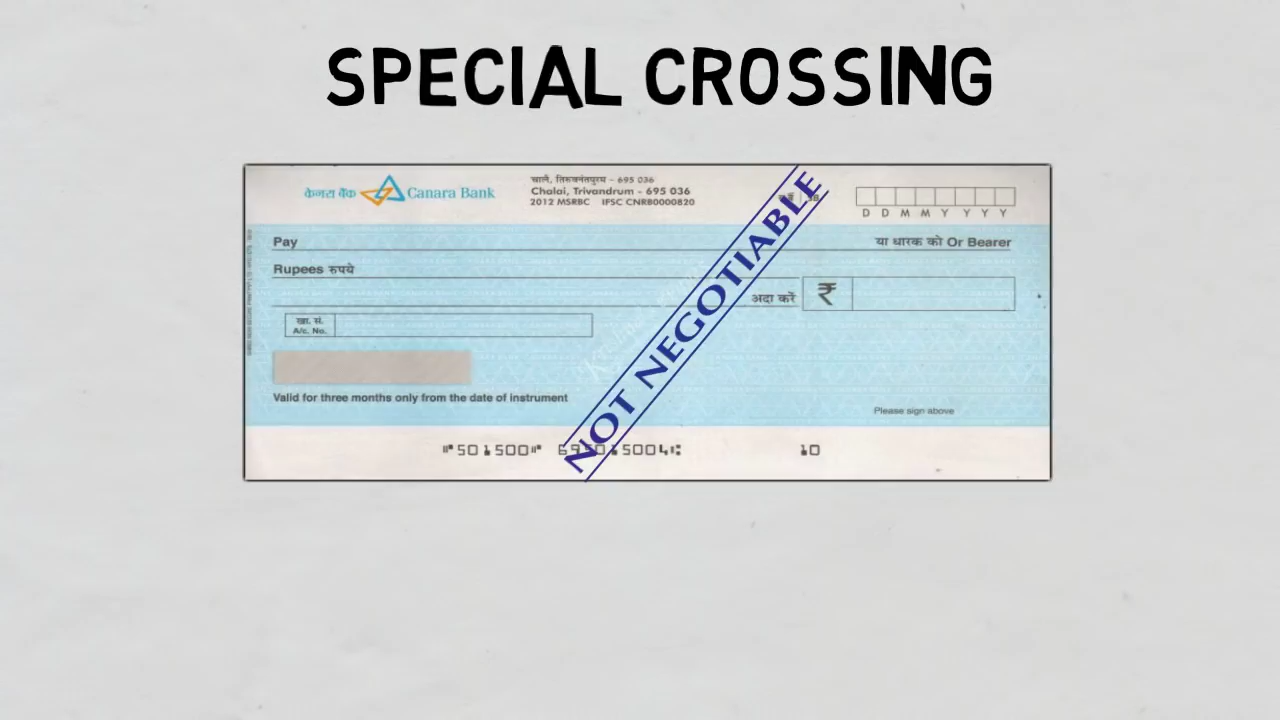 SPECIAL CROSSING
केनरा बैंक Canara Bank
चालै, तिरुवनंतपुरम - 695 036
Chalai, Trivandrum - 695 036
2012 MSRBC IFSC CNRB0000820
D D M M Y Y Y Y
Pay
या धारक को Or Bearer
Rupees रुपये
अदा करें ₹
खा. सं.
A/c. No.
NOT NEGOTIABLE
Valid for three months only from the date of instrument
Please sign above
⑈501500⑈ 695015004⑆ 10